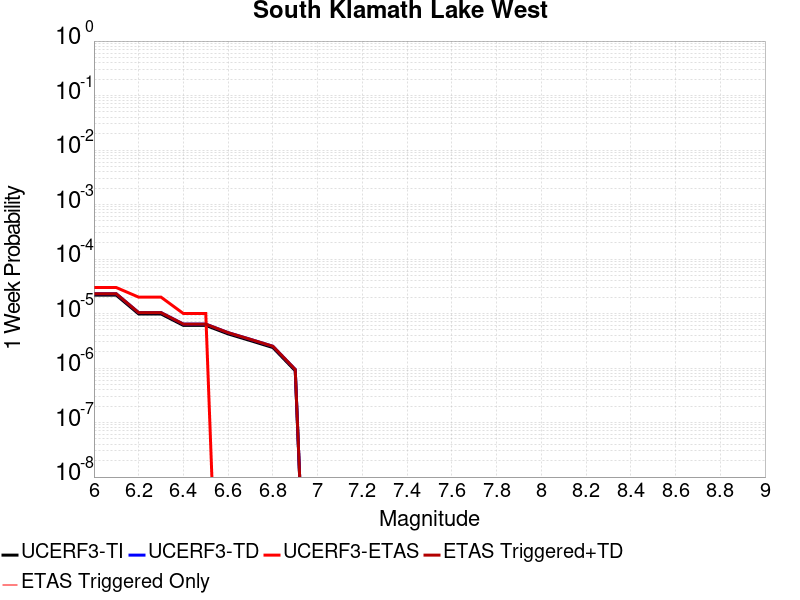 South Klamath Lake West
10^0
10^-1
10^-2
10^-3
10^-4
10^-5
10^-6
10^-7
10^-8
1 Week Probability
6 6.2 6.4 6.6 6.8 7 7.2 7.4 7.6 7.8 8 8.2 8.4 8.6 8.8 9
Magnitude
UCERF3-TI UCERF3-TD UCERF3-ETAS ETAS Triggered+TD
ETAS Triggered Only